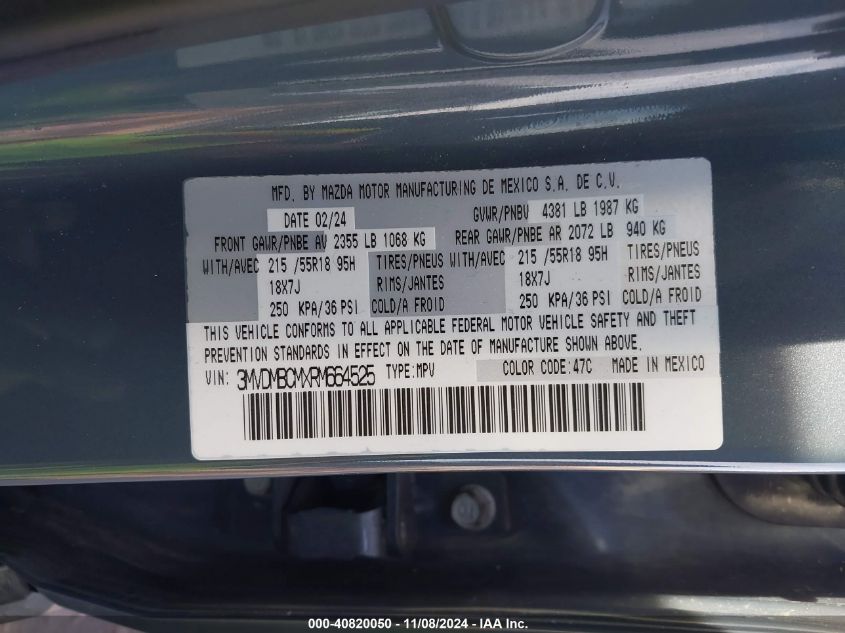 MFD. BY MAZDA MOTOR MANUFACTURING DE MEXICO S.A. DE C.V.
DATE 02/24 GVWR/PNBV 4381 LB 1987 KG
FRONT GAWR/PNBE AV 2355 LB 1068 KG REAR GAWR/PNBE AR 2072 LB 940 KG
WITH/AVEC 215 /55R18 95H TIRES/PNEUS WITH/AVEC 215 /55R18 95H TIRES/PNEUS
18X7J RIMS/JANTES 18X7J RIMS/JANTES
250 KPA/36 PSI COLD/A FROID 250 KPA/36 PSI COLD/A FROID
THIS VEHICLE CONFORMS TO ALL APPLICABLE FEDERAL MOTOR VEHICLE SAFETY AND THEFT
PREVENTION STANDARDS IN EFFECT ON THE DATE OF MANUFACTURE SHOWN ABOVE.
VIN: 3MVDMBCMXRM664525 TYPE:MPV COLOR CODE:47C MADE IN MEXICO
000-40820050 - 11/08/2024 - IAA Inc.